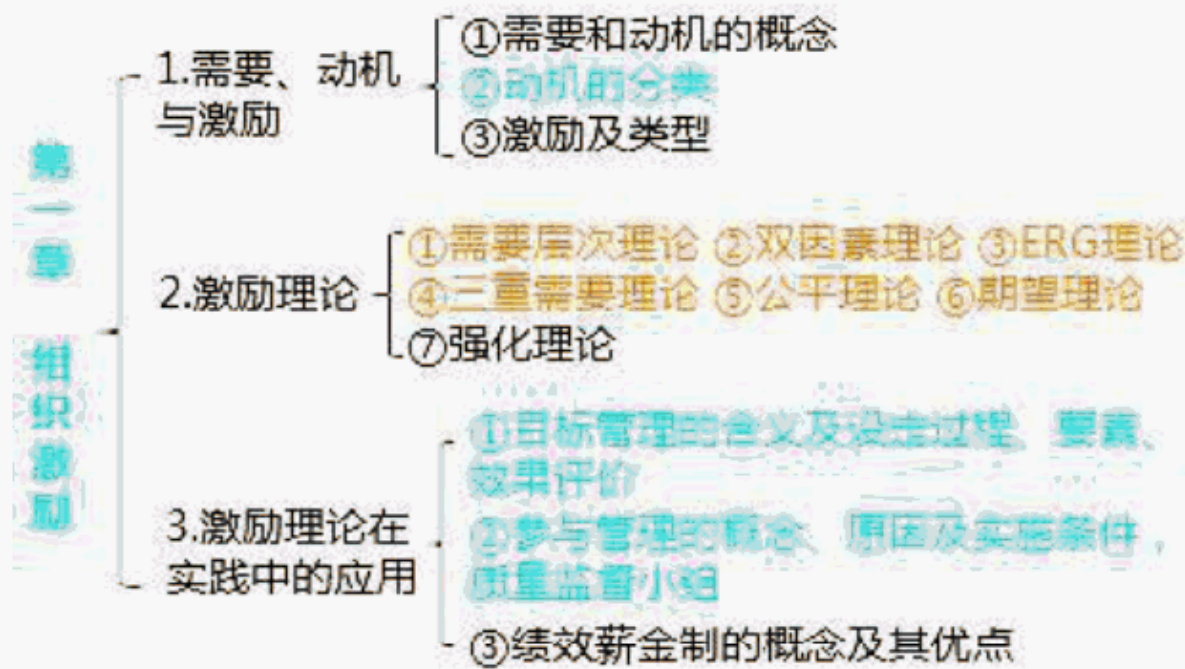 第一章 组织激励
1.需要、动机
与激励
①需要和动机的概念
②动机的分类
③激励及类型
2.激励理论
①需要层次理论 ②双因素理论 ③ERG理论
④三重需要理论 ⑤公平理论 ⑥期望理论
⑦强化理论
3.激励理论在
实践中的应用
①目标管理的含义及设定过程、要素、
效果评价
②参与管理的概念、原因及实施条件，
质量监督小组
③绩效薪金制的概念及其优点